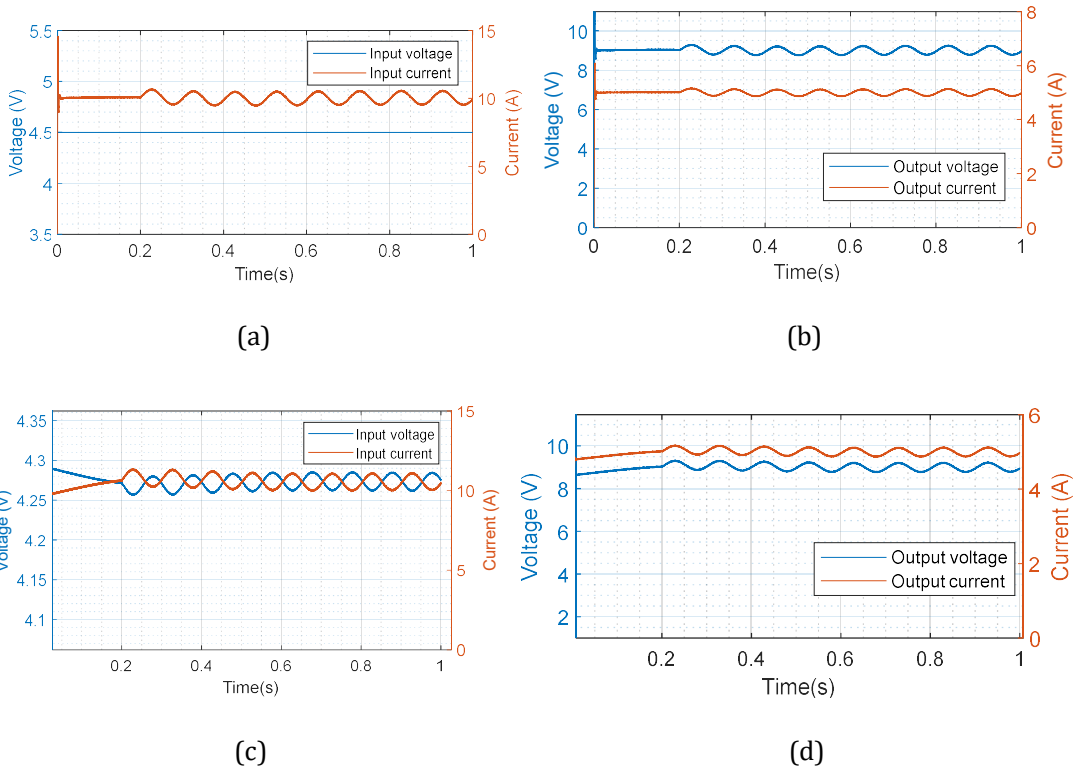 5.5
5
4.5
4
3.5
Voltage (V)
15
10
5
0
Current (A)
Input voltage
Input current
0
0.2
0.4
0.6
0.8
1
Time(s)
(a)
10
8
6
4
2
0
Voltage (V)
8
6
4
2
0
Current (A)
Output voltage
Output current
0
0.2
0.4
0.6
0.8
1
Time(s)
(b)
4.35
4.3
4.25
4.2
4.15
4.1
Voltage (V)
15
10
5
0
Current (A)
Input voltage
Input current
0.2
0.4
0.6
0.8
1
Time(s)
(c)
10
8
6
4
2
Voltage (V)
6
4
2
0
Current (A)
Output voltage
Output current
0.2
0.4
0.6
0.8
1
Time(s)
(d)